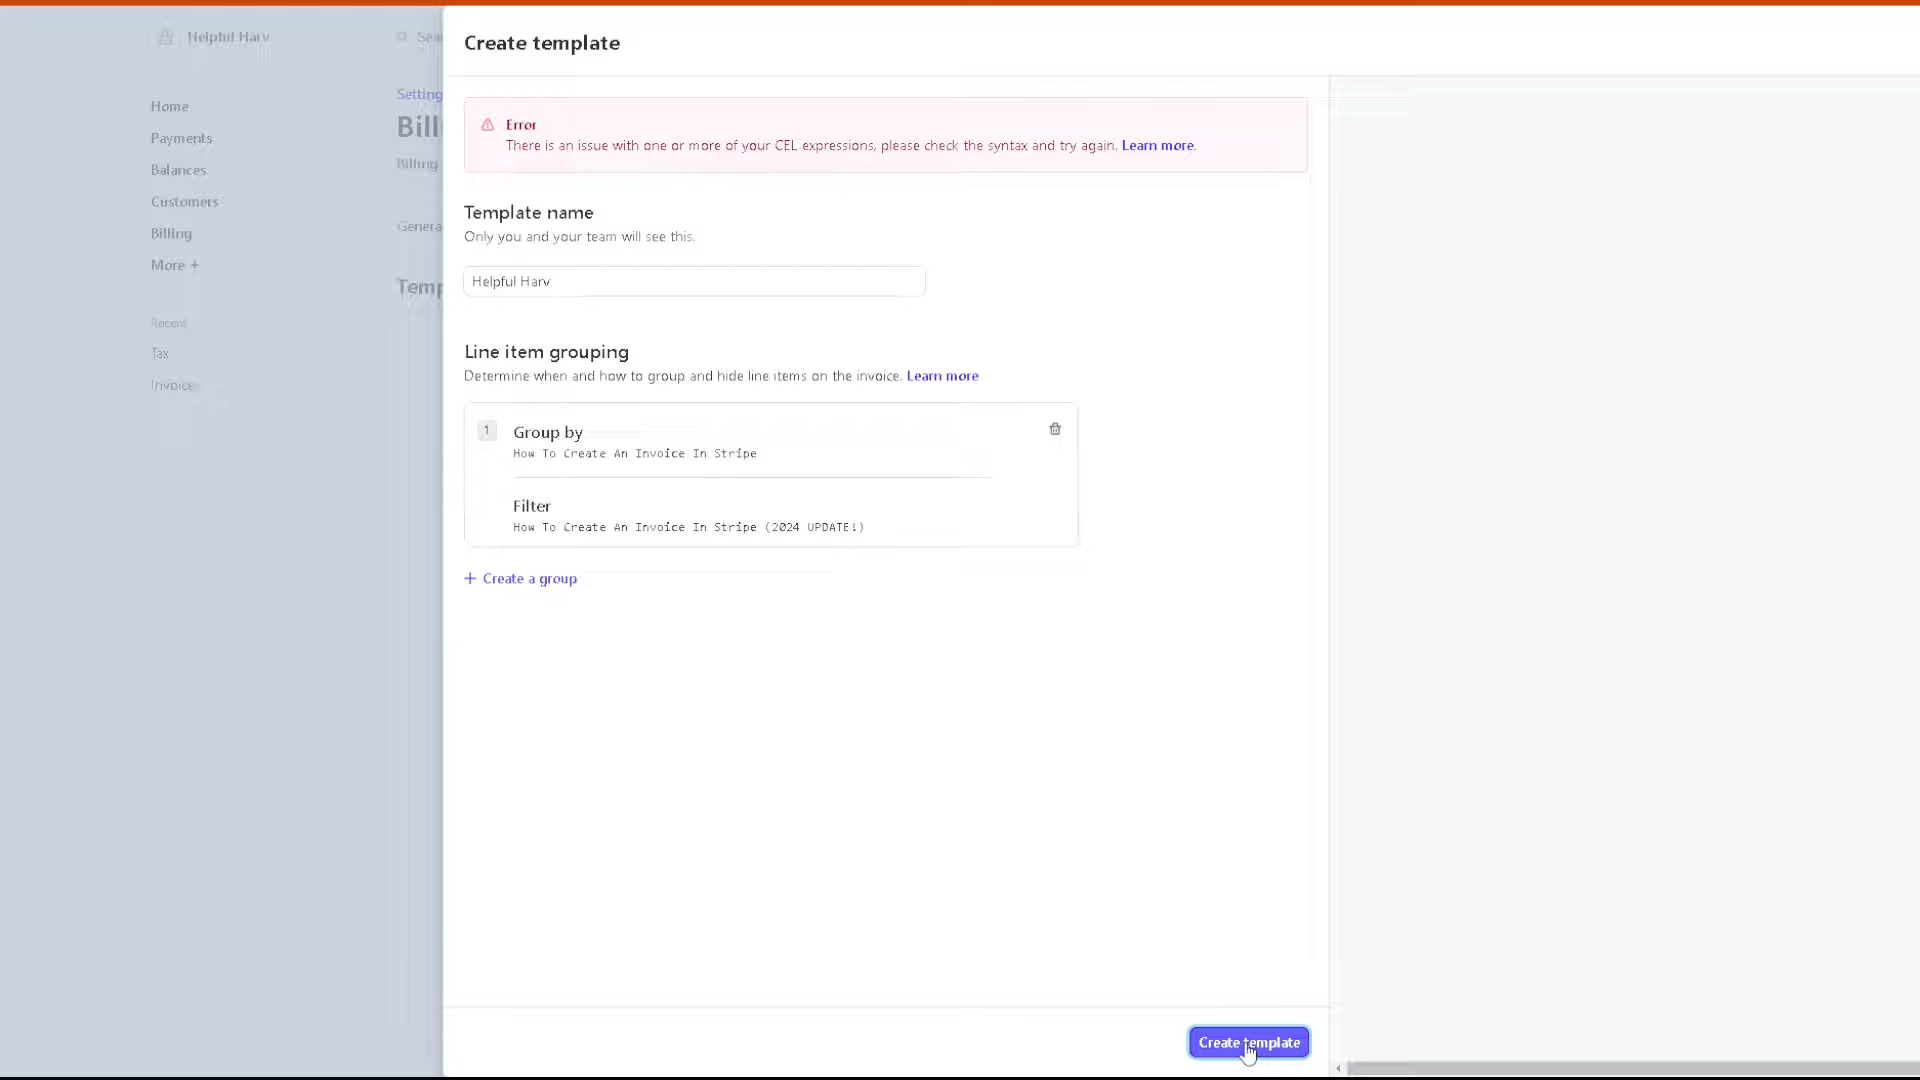 Helpful Harv
Home
Payments
Balances
Customers
Billing
More +
Recent
Tax
Invoices
Sear
Setting
Bill
Billing
Genera
Temp
Create template
Error
There is an issue with one or more of your CEL expressions, please check the syntax and try again. Learn more.
Template name
Only you and your team will see this.
Helpful Harv
Line item grouping
Determine when and how to group and hide line items on the invoice. Learn more
1
Group by
How To Create An Invoice In Stripe
Filter
How To Create An Invoice In Stripe (2024 UPDATE!)
+ Create a group
Create template